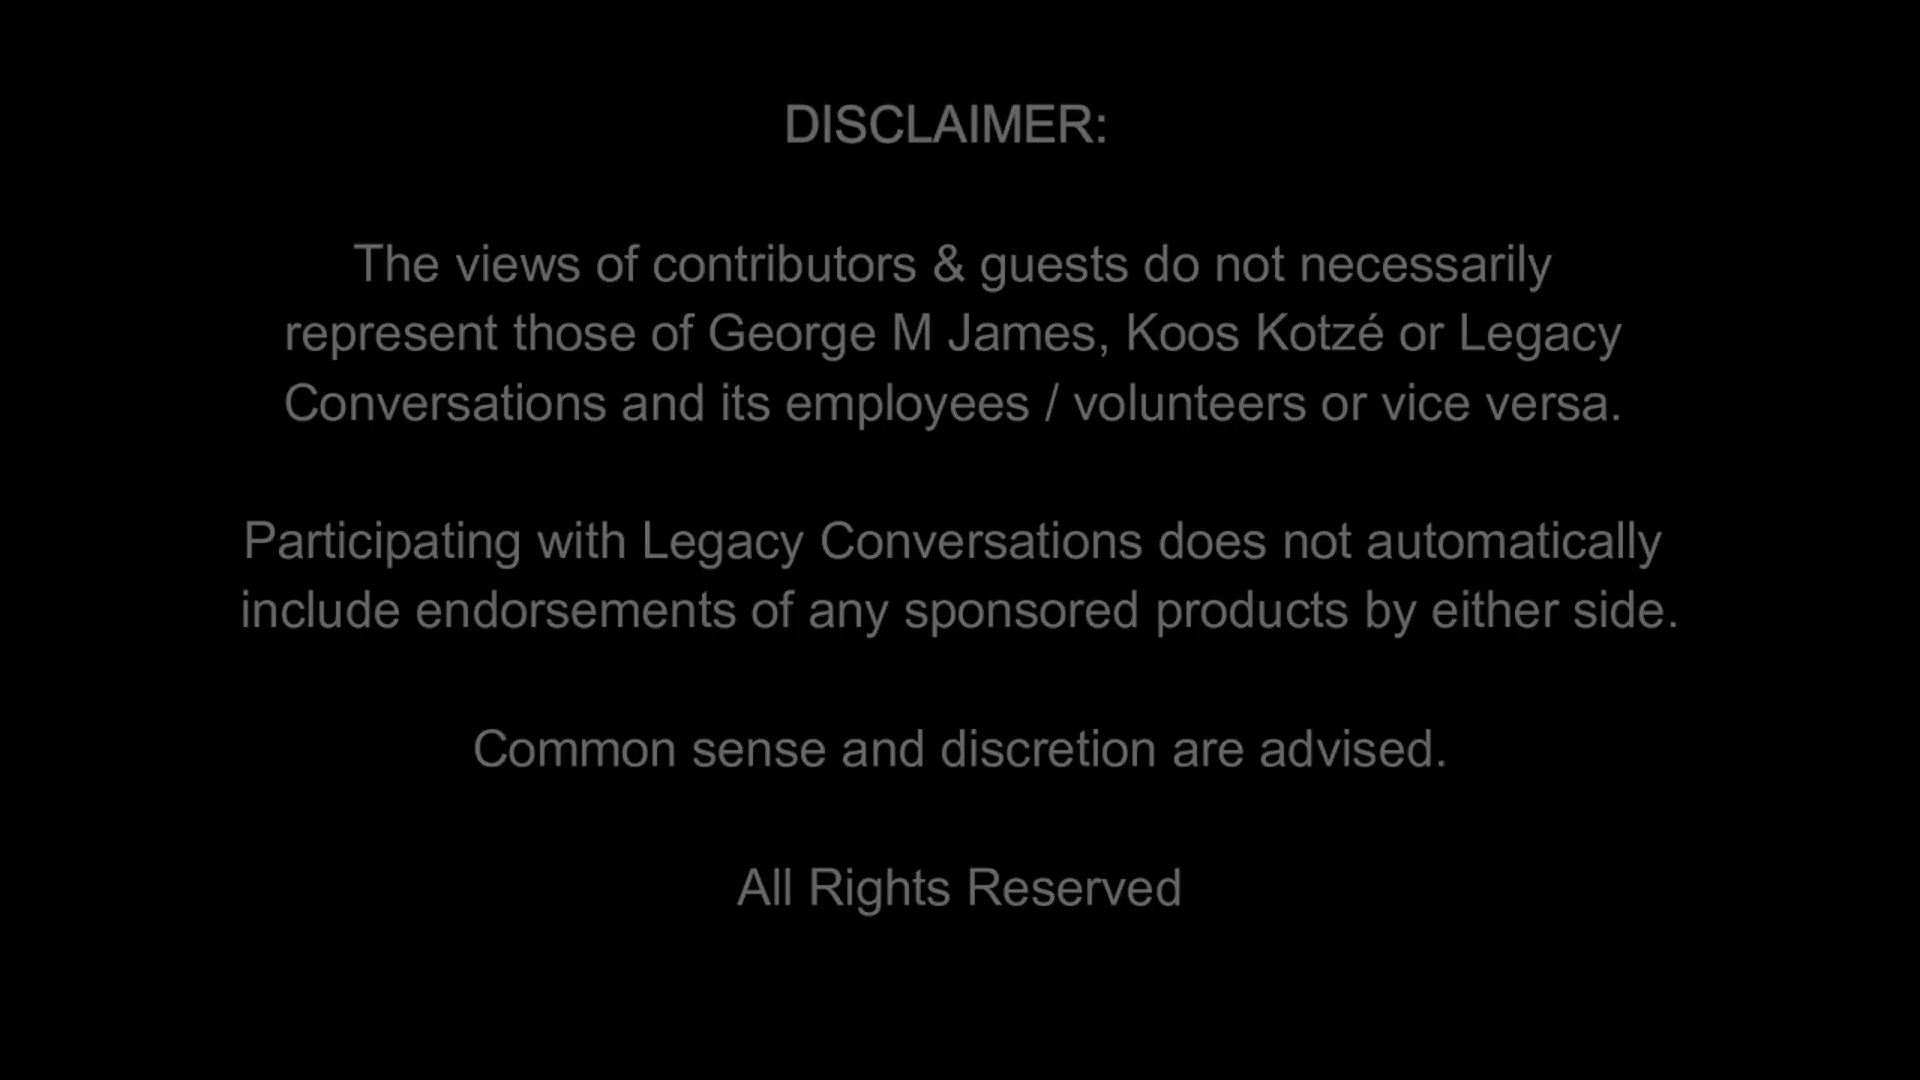 DISCLAIMER:
The views of contributors & guests do not necessarily
represent those of George M James, Koos Kotzé or Legacy
Conversations and its employees / volunteers or vice versa.
Participating with Legacy Conversations does not automatically
include endorsements of any sponsored products by either side.
Common sense and discretion are advised.
All Rights Reserved